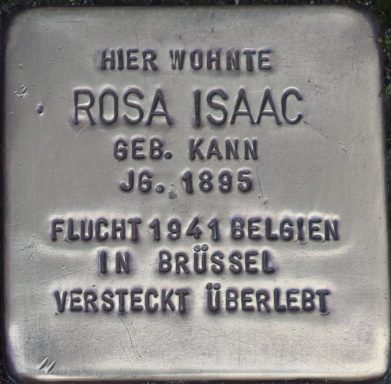 HIER WOHNTE
ROSA ISAAC
GEB. KANN
JG. 1895
FLUCHT 1941 BELGIEN
IN BRÜSSEL
VERSTECKT ÜBERLEBT